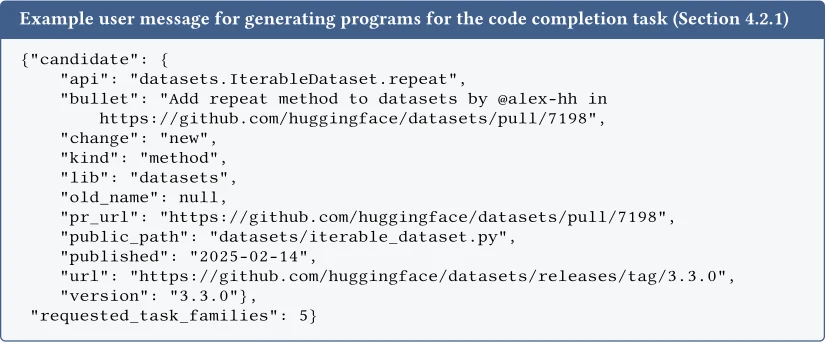 Example user message for generating programs for the code completion task (Section 4.2.1)
{"candidate": {
"api": "datasets.IterableDataset.repeat",
"bullet": "Add repeat method to datasets by @alex-hh in
https://github.com/huggingface/datasets/pull/7198",
"change": "new",
"kind": "method",
"lib": "datasets",
"old_name": null,
"pr_url": "https://github.com/huggingface/datasets/pull/7198",
"public_path": "datasets/iterable_dataset.py",
"published": "2025-02-14",
"url": "https://github.com/huggingface/datasets/releases/tag/3.3.0",
"version": "3.3.0"},
"requested_task_families": 5}